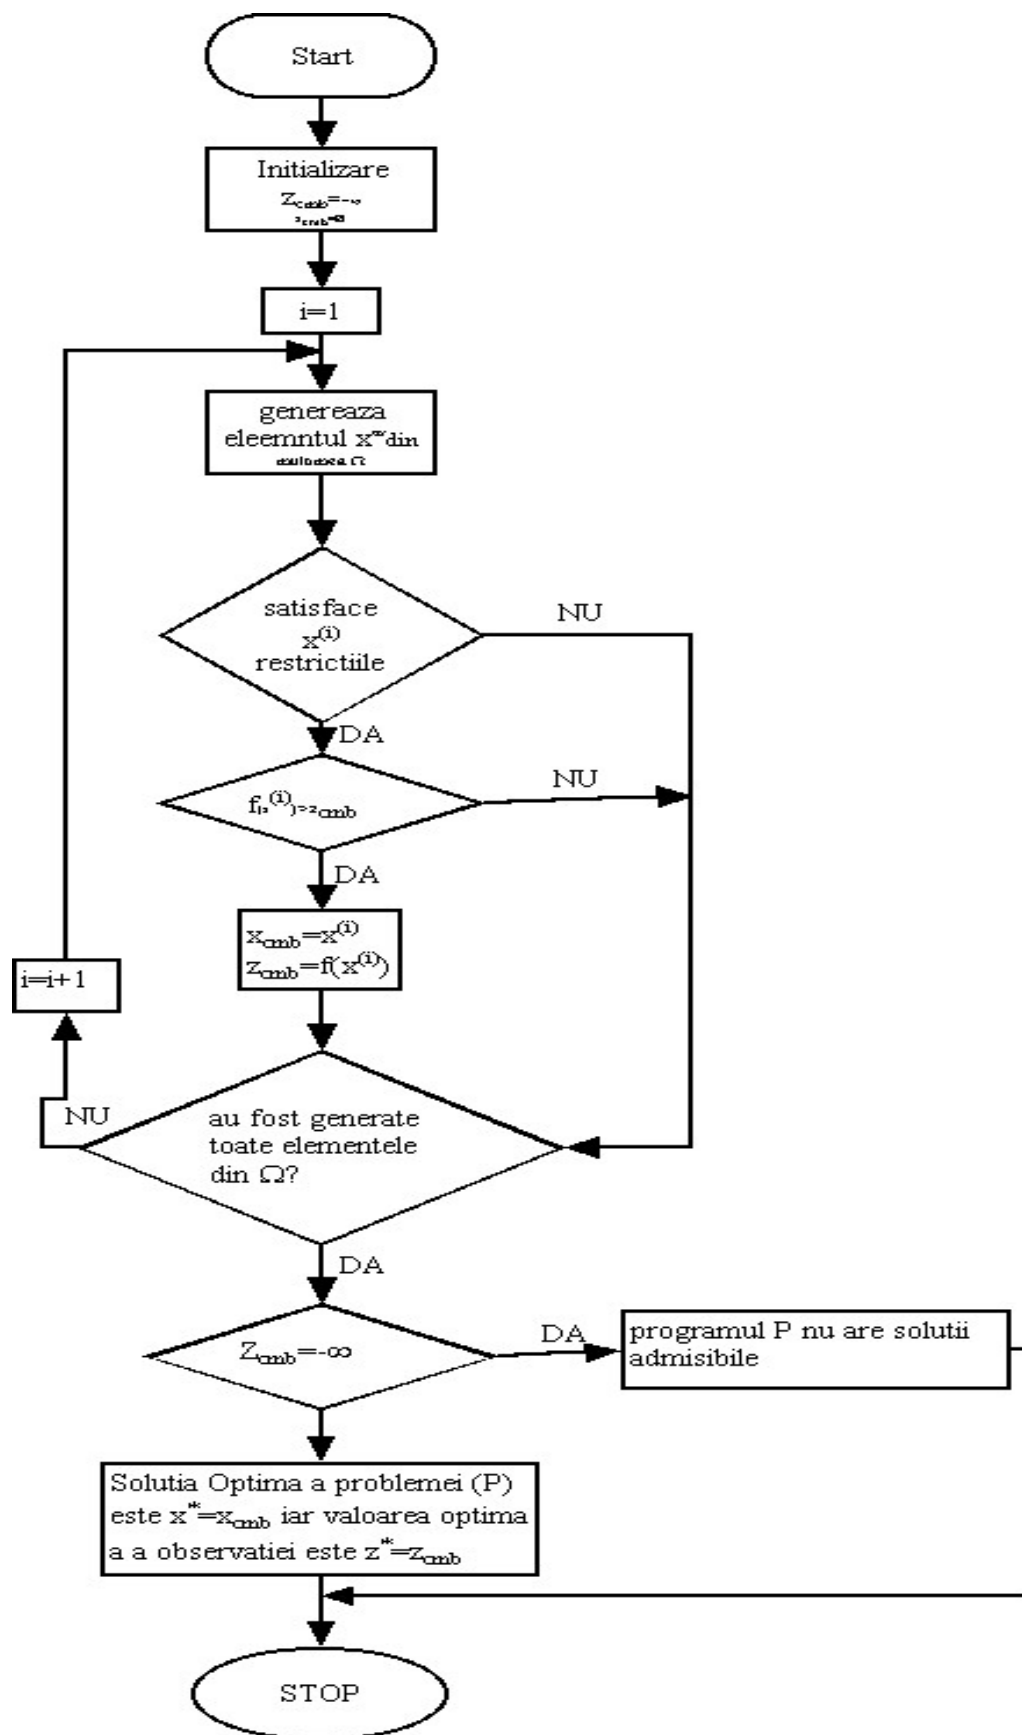 Start
Initializare
Z_cmb=-∞
i=1
genereaza
eleemntul x din
Ω
satisface
x^(i)
restrictiile
NU
DA
NU
f ^(i) cmb
DA
x_cmb=x^(i)
z_cmb=f(x^(i))
i=i+1
NU
au fost generate
toate elementele
din Ω?
DA
Z_cmb=-∞
DA
programul P nu are solutii
admisibile
Solutia Optima a problemei (P)
este x^*=x_cmb iar valoarea optima
a a observatiei este z^*=z_cmb
STOP